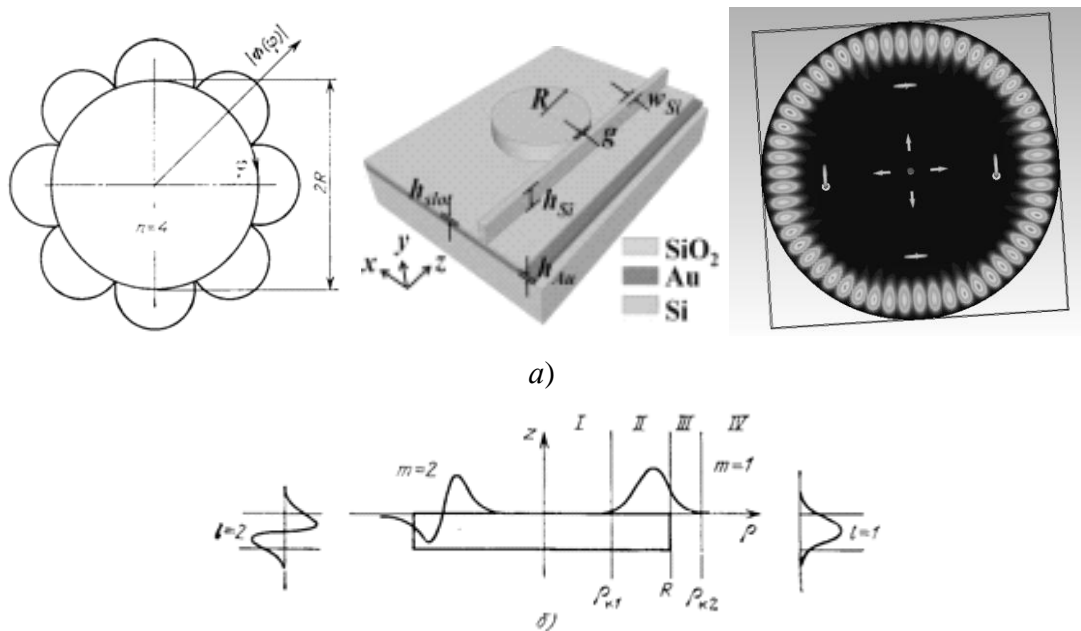 |Φ(φ)|
φ
2R
n=4
R
w_Si
g
h_slot
h_Si
h_Au
y
x
z
SiO₂
Au
Si
а)
z
I
II
III
IV
m=2
m=1
l=2
l=1
ρ
ρ_к1
R
ρ_к2
б)